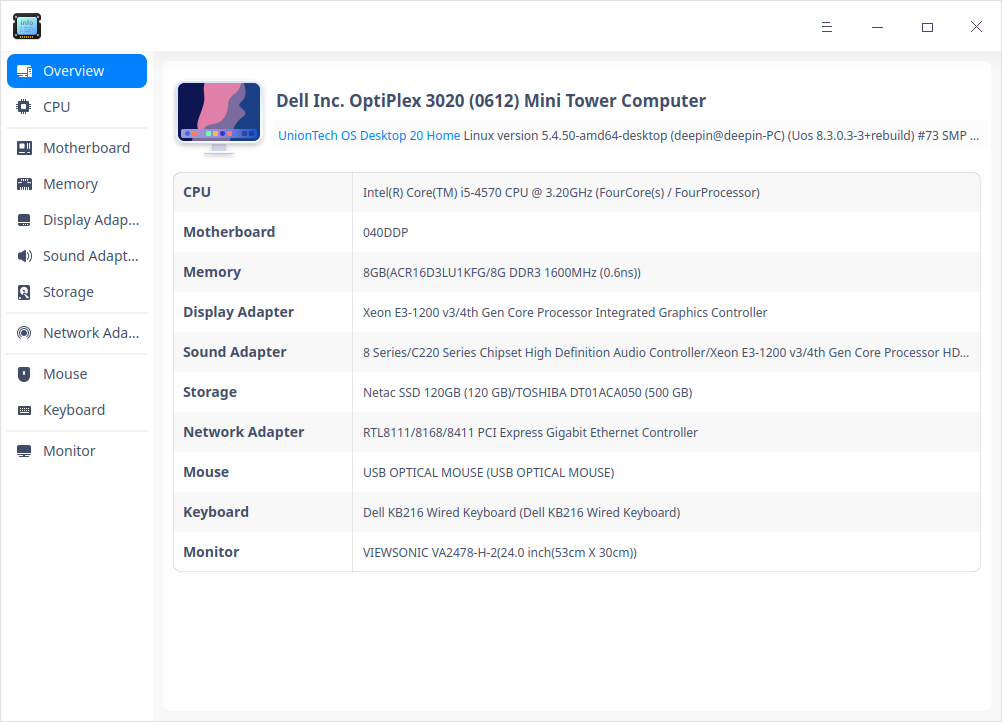 info
Overview
CPU
Motherboard
Memory
Display Adap...
Sound Adapt...
Storage
Network Ada...
Mouse
Keyboard
Monitor
Dell Inc. OptiPlex 3020 (0612) Mini Tower Computer
UnionTech OS Desktop 20 Home Linux version 5.4.50-amd64-desktop (deepin@deepin-PC) (Uos 8.3.0.3-3+rebuild) #73 SMP ...
CPU Intel(R) Core(TM) i5-4570 CPU @ 3.20GHz (FourCore(s) / FourProcessor)
Motherboard 040DDP
Memory 8GB(ACR16D3LU1KFG/8G DDR3 1600MHz (0.6ns))
Display Adapter Xeon E3-1200 v3/4th Gen Core Processor Integrated Graphics Controller
Sound Adapter 8 Series/C220 Series Chipset High Definition Audio Controller/Xeon E3-1200 v3/4th Gen Core Processor HD...
Storage Netac SSD 120GB (120 GB)/TOSHIBA DT01ACA050 (500 GB)
Network Adapter RTL8111/8168/8411 PCI Express Gigabit Ethernet Controller
Mouse USB OPTICAL MOUSE (USB OPTICAL MOUSE)
Keyboard Dell KB216 Wired Keyboard (Dell KB216 Wired Keyboard)
Monitor VIEWSONIC VA2478-H-2(24.0 inch(53cm X 30cm))